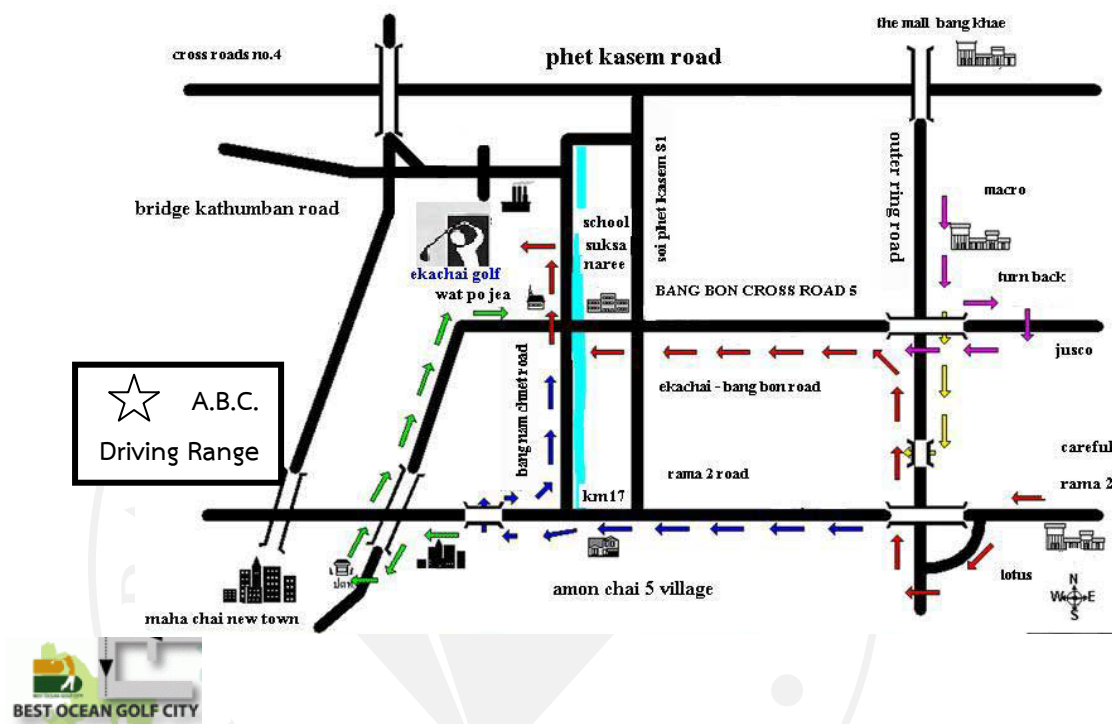 the mall bang khae
cross roads no.4
phet kasem road
outer ring road
macro
bridge kathumban road
school
suksa
naree
soi phet kasem 81
ekachai golf
wat po jea
BANG BON CROSS ROAD 5
turn back
jusco
A.B.C.
Driving Range
ekachai - bang bon road
bang nam chuet road
rama 2 road
careful
km17
rama 2
lotus
amon chai 5 village
maha chai new town
N
W E
S
BEST OCEAN GOLF CITY